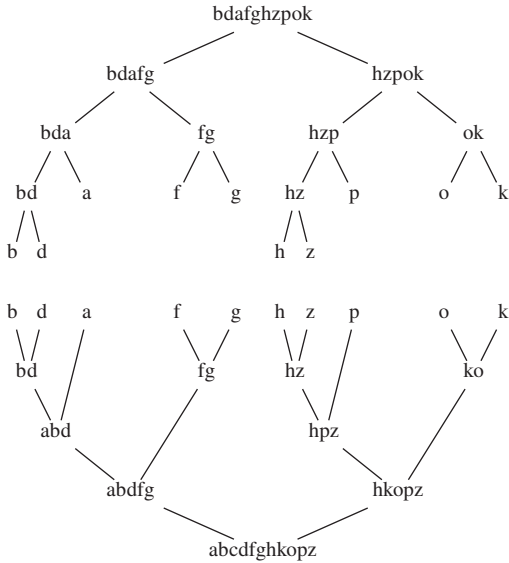 bdafghzpok
bdafg hzpok
bda fg hzp ok
bd a f g hz p o k
b d h z
b d a f g h z p o k
bd fg hz ko
abd hpz
abdfg hkopz
abcdfghkopz